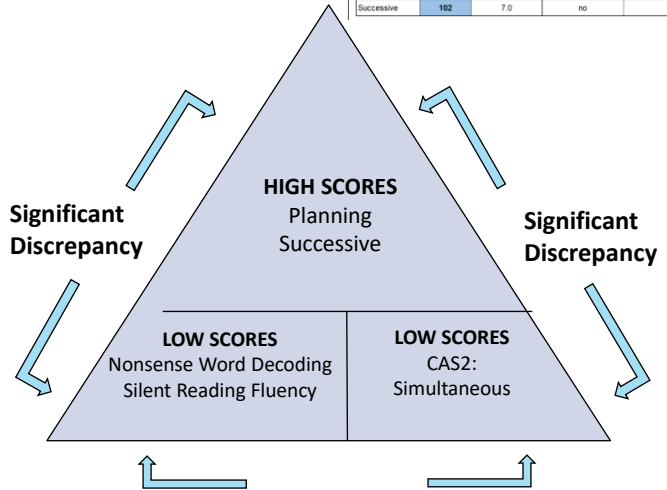 Successive 102 7.0 no
HIGH SCORES
Planning
Successive
Significant
Discrepancy
Significant
Discrepancy
LOW SCORES
Nonsense Word Decoding
Silent Reading Fluency
LOW SCORES
CAS2:
Simultaneous